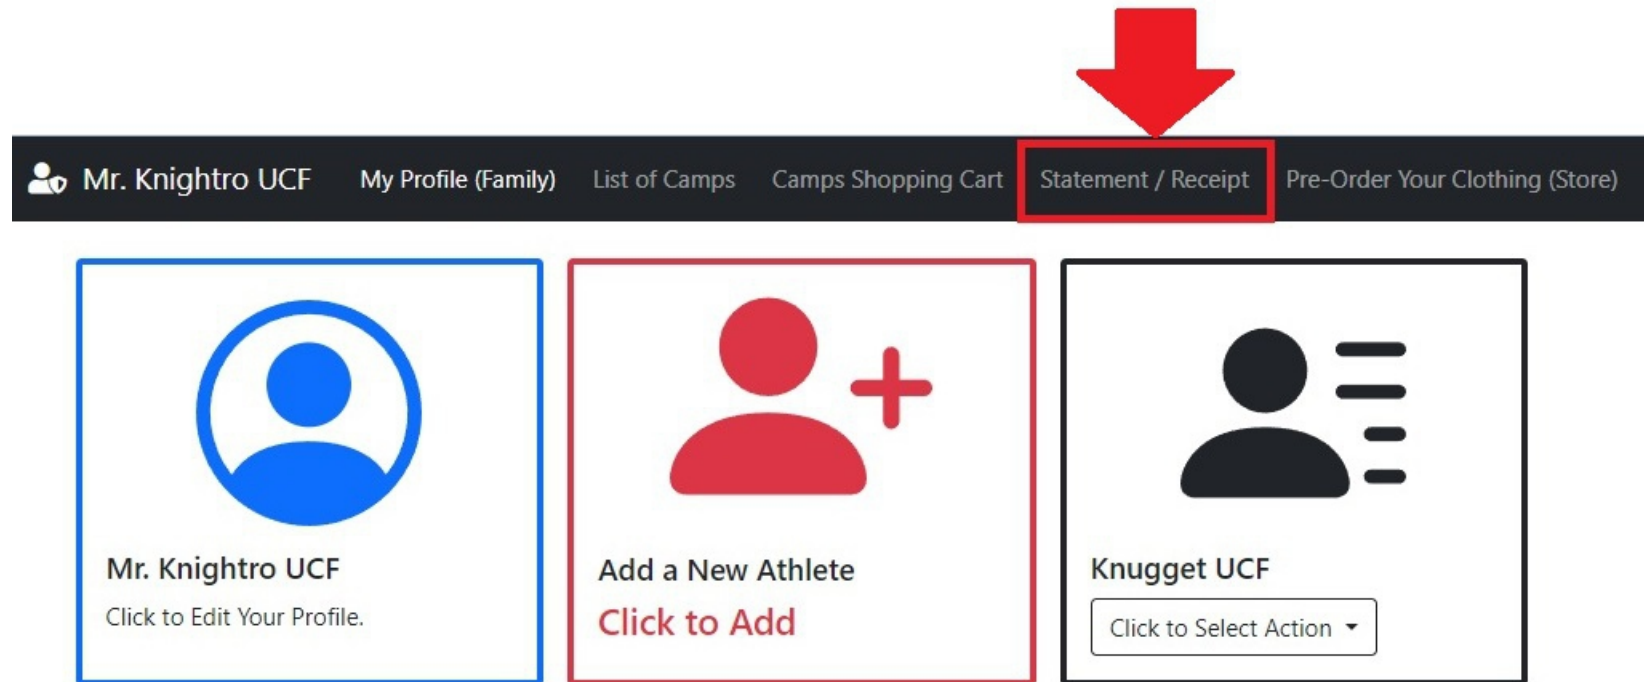 Mr. Knightro UCF My Profile (Family) List of Camps Camps Shopping Cart Statement / Receipt Pre-Order Your Clothing (Store)
Mr. Knightro UCF
Click to Edit Your Profile.
Add a New Athlete
Click to Add
Knugget UCF
Click to Select Action